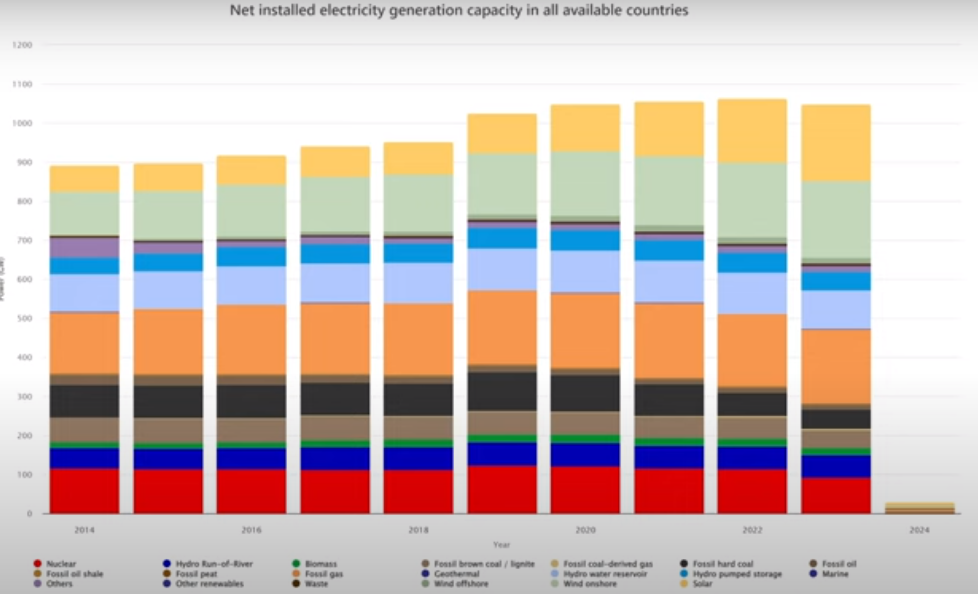 Net installed electricity generation capacity in all available countries
1200
1100
1000
900
800
700
600
500
400
300
200
100
0
2014 2016 2018 2020 2022 2024
Year
Nuclear Hydro Run-of-River Biomass Fossil brown coal / lignite Fossil coal-derived gas Fossil hard coal Fossil oil
Fossil oil shale Fossil peat Fossil gas Geothermal Hydro water reservoir Hydro pumped storage Marine
Others Other renewables Waste Wind offshore Wind onshore Solar